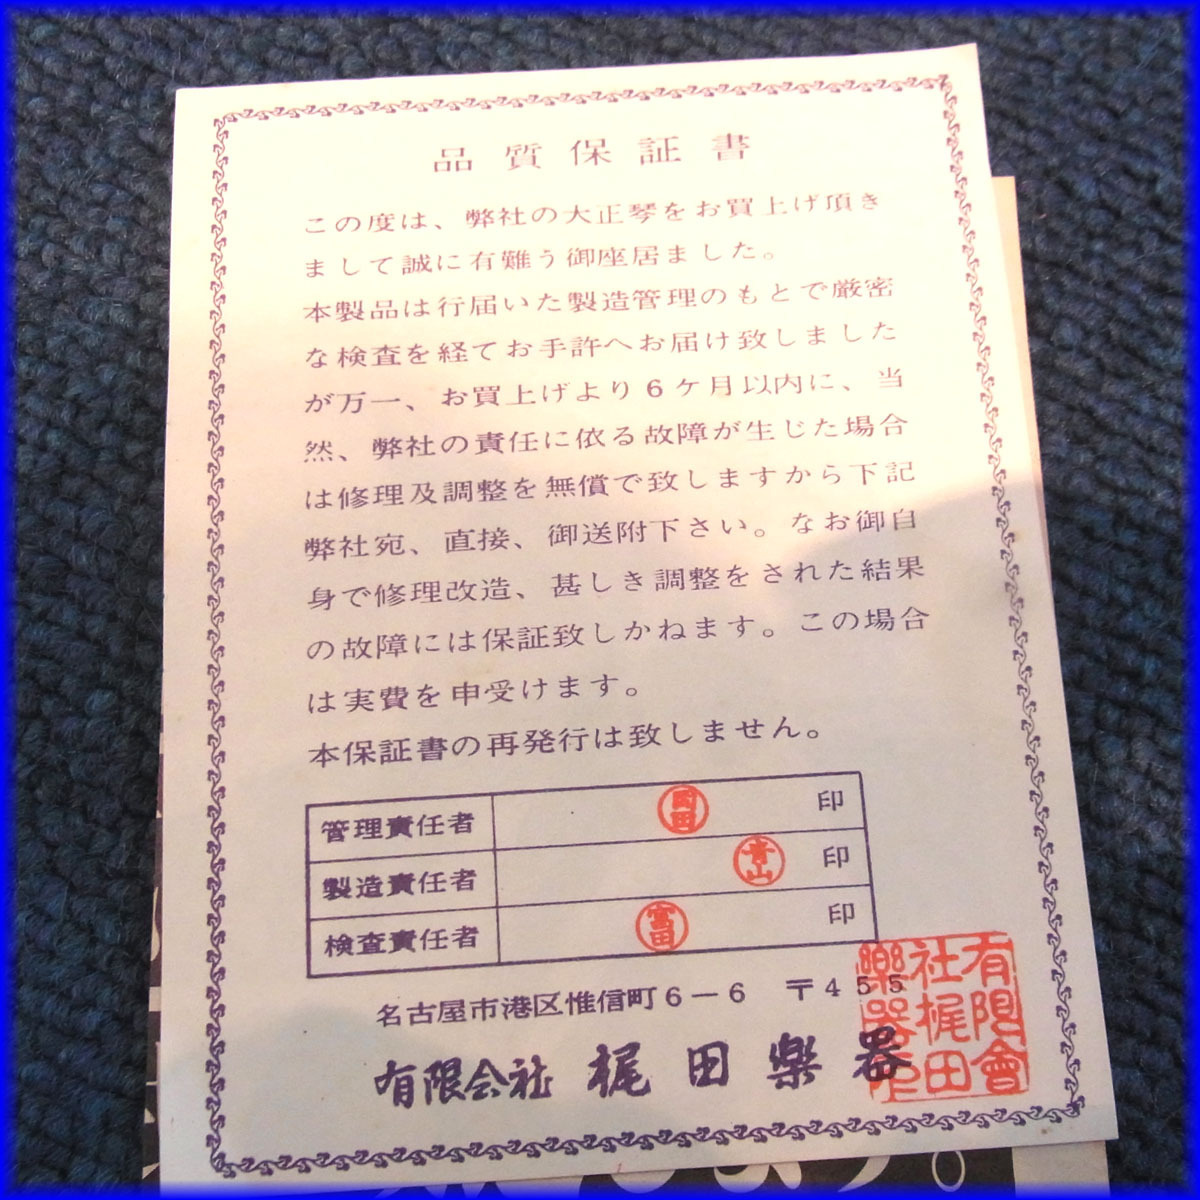 品質保証書
この度は、弊社の大正琴をお買上げ頂き
まして誠に有難う御座居ました。
本製品は行届いた製造管理のもとで厳密
な検査を経てお手許へお届け致しました
が万一、お買上げより6ケ月以内に、当
然、弊社の責任に依る故障が生じた場合
は修理及調整を無償で致しますから下記
弊社宛、直接、御送附下さい。なお御自
身で修理改造、甚しき調整をされた結果
の故障には保証致しかねます。この場合
は実費を申受けます。
本保証書の再発行は致しません。
管理責任者 印
製造責任者 青山 印
検査責任者 富田 印
名古屋市港区惟信町6-6 〒455
有限会社 梶田楽器
有限會
社梶田
樂器